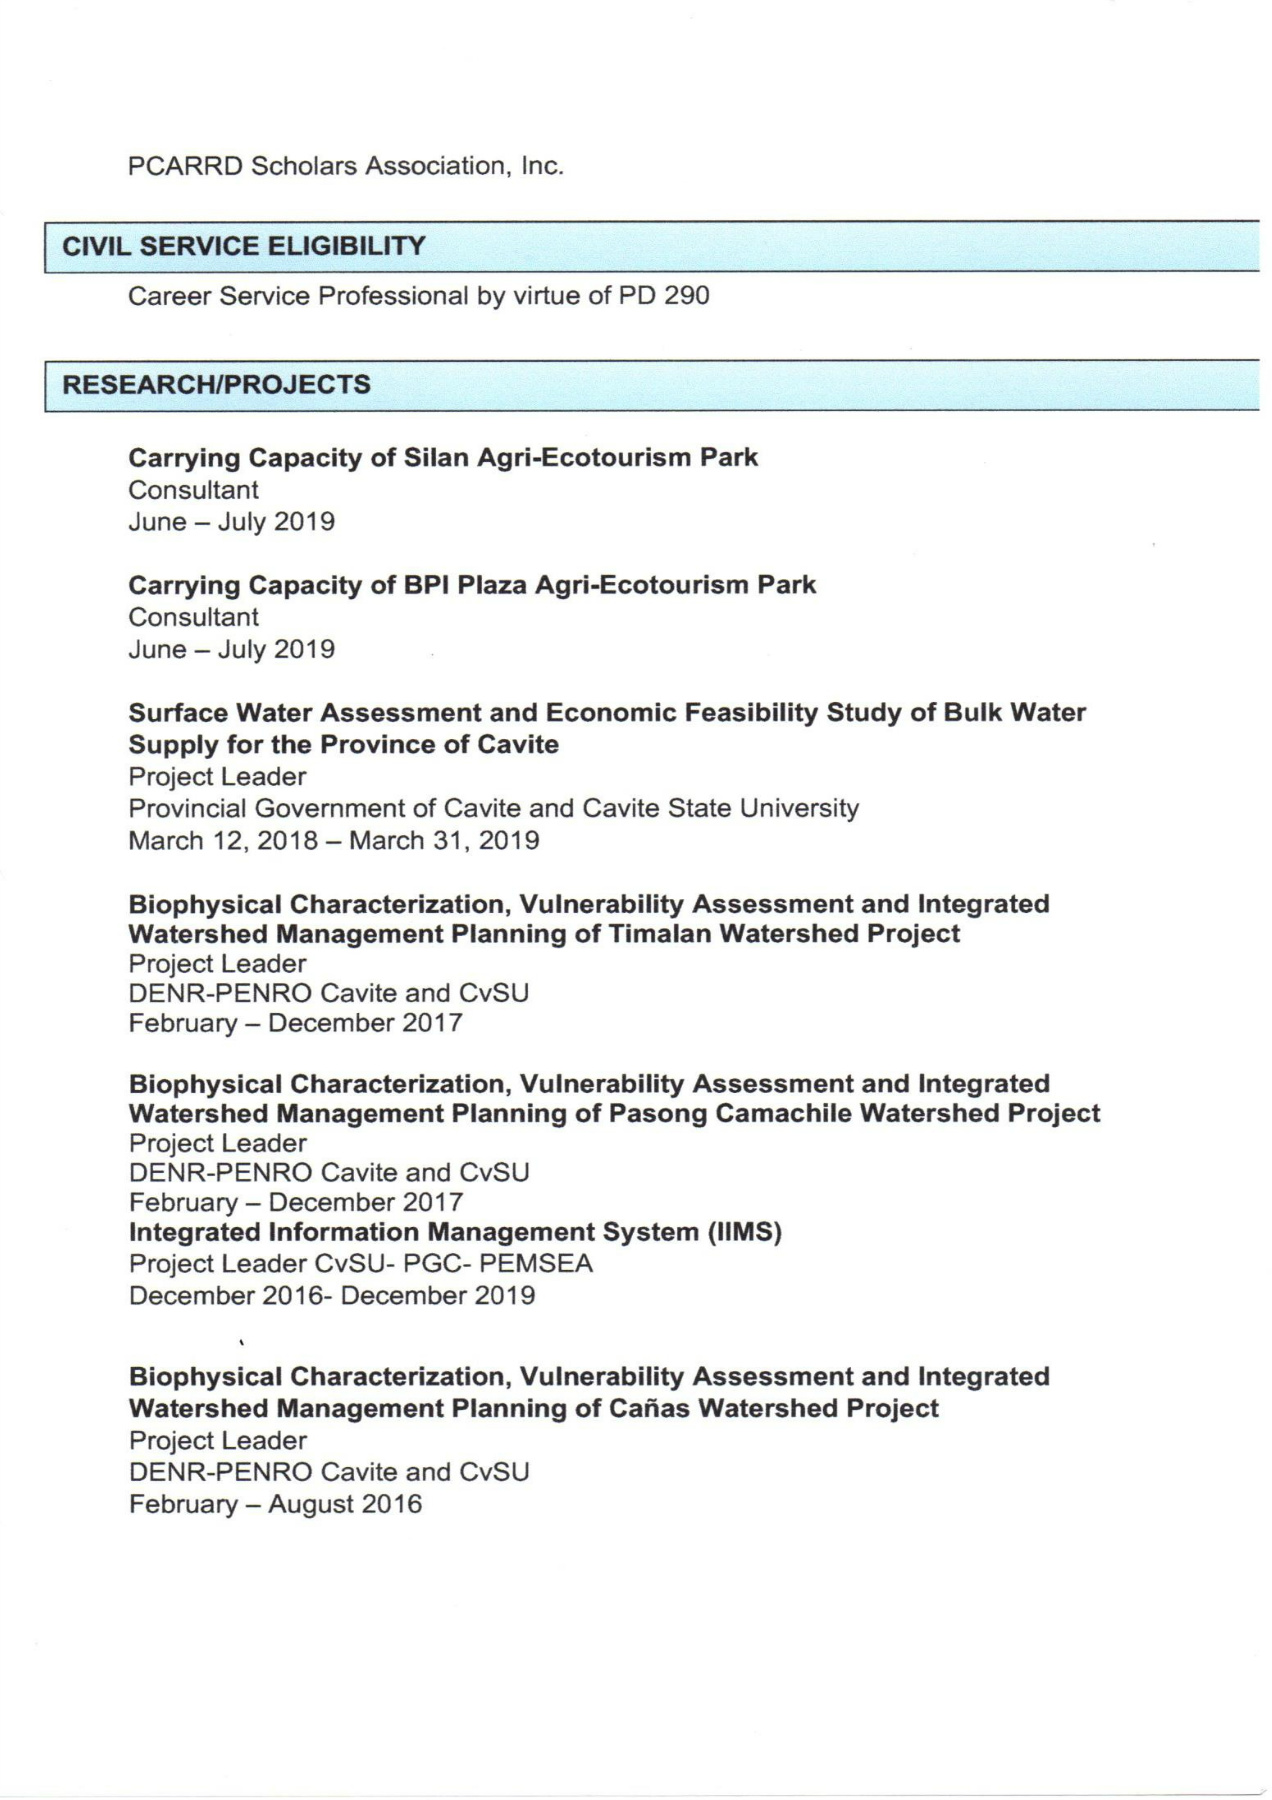 PCARRD Scholars Association, Inc.
CIVIL SERVICE ELIGIBILITY
Career Service Professional by virtue of PD 290
RESEARCH/PROJECTS
Carrying Capacity of Silan Agri-Ecotourism Park
Consultant
June – July 2019
Carrying Capacity of BPI Plaza Agri-Ecotourism Park
Consultant
June – July 2019
Surface Water Assessment and Economic Feasibility Study of Bulk Water
Supply for the Province of Cavite
Project Leader
Provincial Government of Cavite and Cavite State University
March 12, 2018 – March 31, 2019
Biophysical Characterization, Vulnerability Assessment and Integrated
Watershed Management Planning of Timalan Watershed Project
Project Leader
DENR-PENRO Cavite and CvSU
February – December 2017
Biophysical Characterization, Vulnerability Assessment and Integrated
Watershed Management Planning of Pasong Camachile Watershed Project
Project Leader
DENR-PENRO Cavite and CvSU
February – December 2017
Integrated Information Management System (IIMS)
Project Leader CvSU- PGC- PEMSEA
December 2016- December 2019
Biophysical Characterization, Vulnerability Assessment and Integrated
Watershed Management Planning of Cañas Watershed Project
Project Leader
DENR-PENRO Cavite and CvSU
February – August 2016